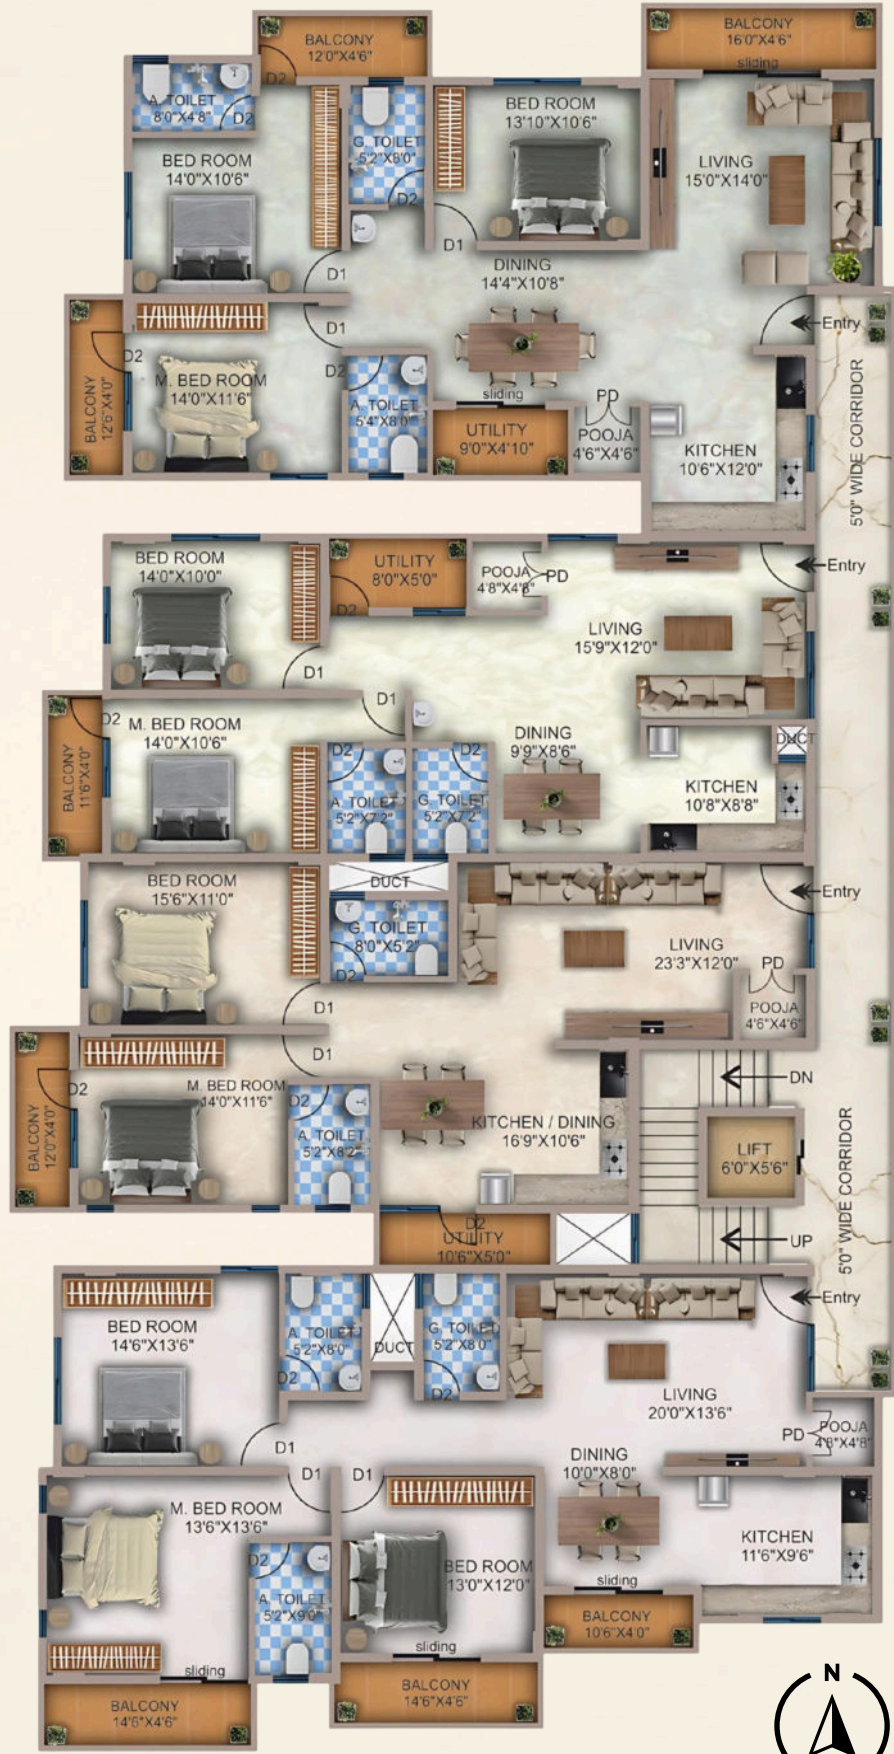 BALCONY
12'0"X4'6"
D2
BALCONY
16'0"X4'6"
sliding
A. TOILET
8'0"X4'8"
D2
BED ROOM
14'0"X10'6"
G. TOILET
5'2"X8'0"
D2
BED ROOM
13'10"X10'6"
LIVING
15'0"X14'0"
D1
D1
DINING
14'4"X10'8"
D1
Entry
D2
BALCONY
12'6"X4'0"
M. BED ROOM
14'0"X11'6"
D2
A. TOILET
5'4"X8'0"
sliding
UTILITY
9'0"X4'10"
PD
POOJA
4'6"X4'6"
KITCHEN
10'6"X12'0"
5'0" WIDE CORRIDOR
BED ROOM
14'0"X10'0"
UTILITY
8'0"X5'0"
D2
POOJA
4'8"X4'8"
PD
Entry
LIVING
15'9"X12'0"
D1
D1
D2
M. BED ROOM
14'0"X10'6"
BALCONY
11'6"X4'0"
DINING
9'9"X8'6"
DUCT
D2
A. TOILET
5'2"X7'2"
D2
G. TOILET
5'2"X7'2"
KITCHEN
10'8"X8'8"
BED ROOM
15'6"X11'0"
DUCT
G. TOILET
8'0"X5'2"
D2
Entry
LIVING
23'3"X12'0"
PD
POOJA
4'6"X4'6"
D1
D1
D2
BALCONY
12'0"X4'0"
M. BED ROOM
14'0"X11'6"
D2
A. TOILET
5'2"X8'2"
KITCHEN / DINING
16'9"X10'6"
DN
LIFT
6'0"X5'6"
UP
5'0" WIDE CORRIDOR
D2
UTILITY
10'6"X5'0"
BED ROOM
14'6"X13'6"
A. TOILET
5'2"X8'0"
D2
DUCT
G. TOILET
5'2"X8'0"
D2
Entry
LIVING
20'0"X13'6"
PD
POOJA
4'8"X4'8"
D1
D1
D1
DINING
10'0"X8'0"
M. BED ROOM
13'6"X13'6"
D2
A. TOILET
5'2"X9'0"
BED ROOM
13'0"X12'0"
KITCHEN
11'6"X9'6"
sliding
BALCONY
10'6"X4'0"
sliding
sliding
BALCONY
14'6"X4'6"
BALCONY
14'6"X4'6"
N